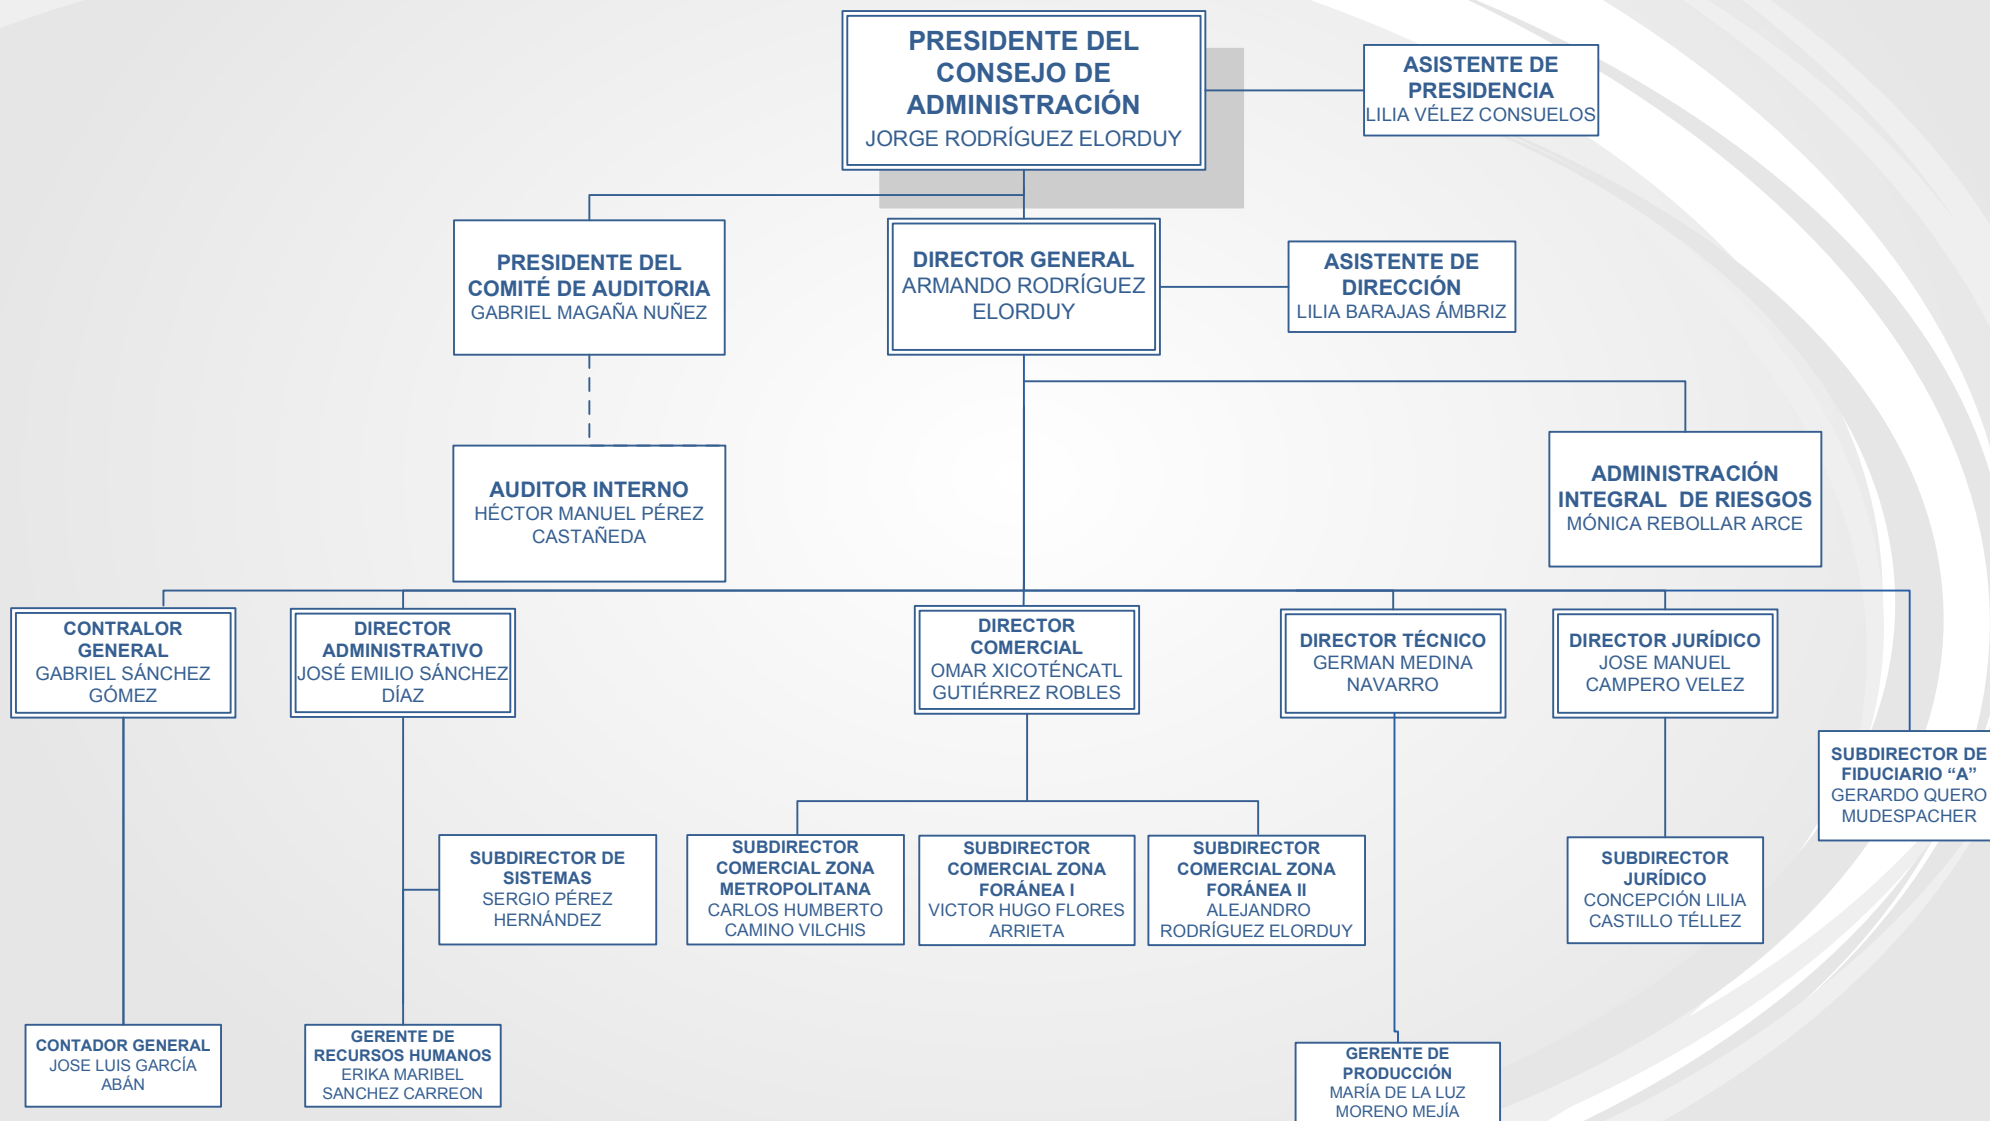 PRESIDENTE DEL
CONSEJO DE
ADMINISTRACIÓN
JORGE RODRÍGUEZ ELORDUY
ASISTENTE DE
PRESIDENCIA
LILIA VÉLEZ CONSUELOS
PRESIDENTE DEL
COMITÉ DE AUDITORIA
GABRIEL MAGAÑA NUÑEZ
DIRECTOR GENERAL
ARMANDO RODRÍGUEZ
ELORDUY
ASISTENTE DE
DIRECCIÓN
LILIA BARAJAS ÁMBRIZ
AUDITOR INTERNO
HÉCTOR MANUEL PÉREZ
CASTAÑEDA
ADMINISTRACIÓN
INTEGRAL DE RIESGOS
MÓNICA REBOLLAR ARCE
CONTRALOR
GENERAL
GABRIEL SÁNCHEZ
GÓMEZ
DIRECTOR
ADMINISTRATIVO
JOSÉ EMILIO SÁNCHEZ
DÍAZ
DIRECTOR
COMERCIAL
OMAR XICOTÉNCATL
GUTIÉRREZ ROBLES
DIRECTOR TÉCNICO
GERMAN MEDINA
NAVARRO
DIRECTOR JURÍDICO
JOSE MANUEL
CAMPERO VELEZ
SUBDIRECTOR DE
FIDUCIARIO “A”
GERARDO QUERO
MUDESPACHER
SUBDIRECTOR DE
SISTEMAS
SERGIO PÉREZ
HERNÁNDEZ
SUBDIRECTOR
COMERCIAL ZONA
METROPOLITANA
CARLOS HUMBERTO
CAMINO VILCHIS
SUBDIRECTOR
COMERCIAL ZONA
FORÁNEA I
VICTOR HUGO FLORES
ARRIETA
SUBDIRECTOR
COMERCIAL ZONA
FORÁNEA II
ALEJANDRO
RODRÍGUEZ ELORDUY
SUBDIRECTOR
JURÍDICO
CONCEPCIÓN LILIA
CASTILLO TÉLLEZ
CONTADOR GENERAL
JOSE LUIS GARCÍA
ABÁN
GERENTE DE
RECURSOS HUMANOS
ERIKA MARIBEL
SANCHEZ CARREON
GERENTE DE
PRODUCCIÓN
MARÍA DE LA LUZ
MORENO MEJÍA